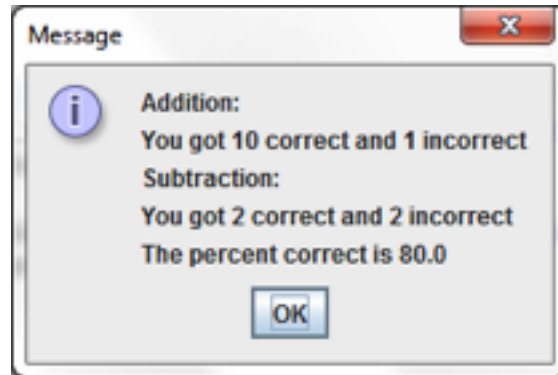 Message
Addition:
You got 10 correct and 1 incorrect
Subtraction:
You got 2 correct and 2 incorrect
The percent correct is 80.0
OK